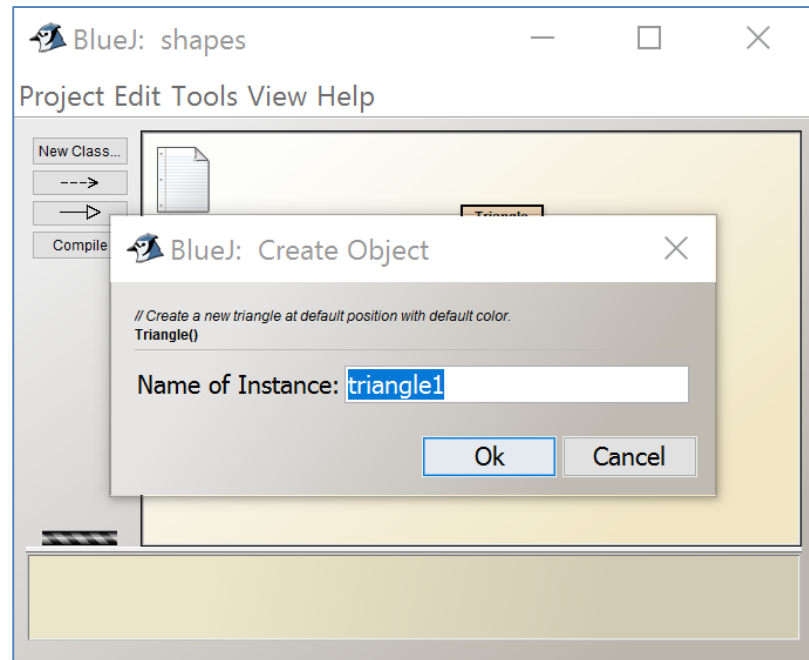 BlueJ: shapes
Project Edit Tools View Help
New Class...
Compile
Triangle
BlueJ: Create Object
// Create a new triangle at default position with default color.
Triangle()
Name of Instance: triangle1
Ok Cancel